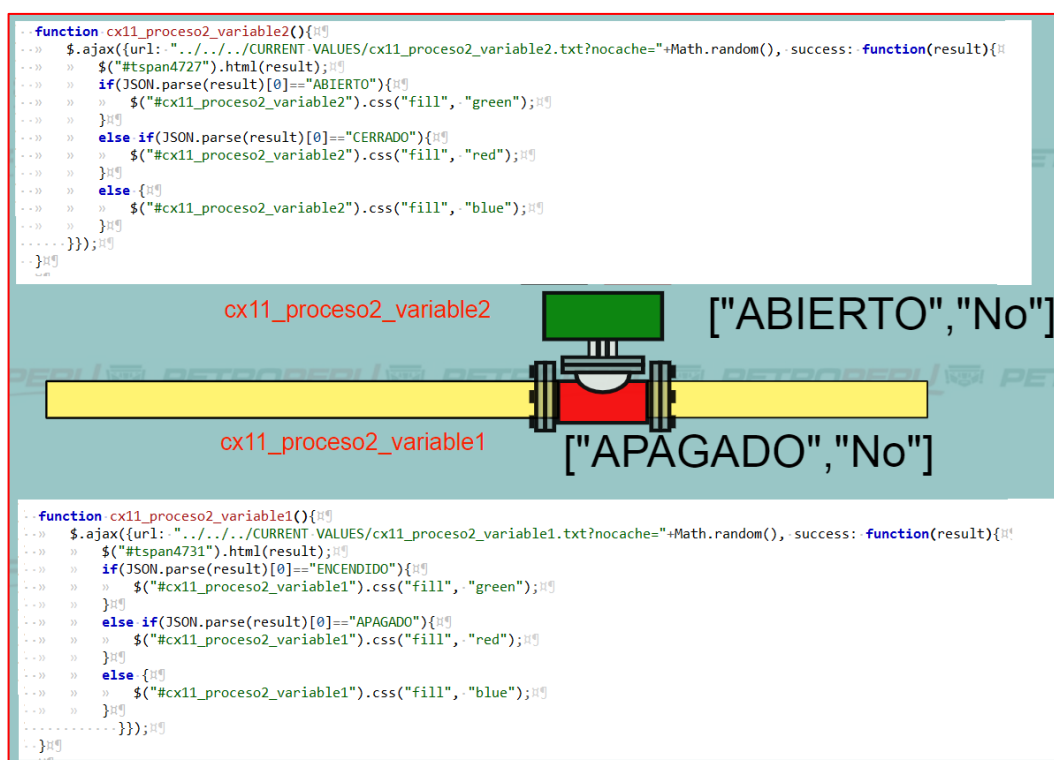 function cx11_proceso2_variable2(){
$.ajax({url: "../../../CURRENT VALUES/cx11_proceso2_variable2.txt?nocache="+Math.random(), success: function(result){
$("#tspan4727").html(result);
if(JSON.parse(result)[0]=="ABIERTO"){
$("#cx11_proceso2_variable2").css("fill", "green");
}
else if(JSON.parse(result)[0]=="CERRADO"){
$("#cx11_proceso2_variable2").css("fill", "red");
}
else {
$("#cx11_proceso2_variable2").css("fill", "blue");
}
}});
}
cx11_proceso2_variable2 ["ABIERTO","No"]
PERU PETROPERU PETROPERU PE
cx11_proceso2_variable1 ["APAGADO","No"]
function cx11_proceso2_variable1(){
$.ajax({url: "../../../CURRENT VALUES/cx11_proceso2_variable1.txt?nocache="+Math.random(), success: function(result){
$("#tspan4731").html(result);
if(JSON.parse(result)[0]=="ENCENDIDO"){
$("#cx11_proceso2_variable1").css("fill", "green");
}
else if(JSON.parse(result)[0]=="APAGADO"){
$("#cx11_proceso2_variable1").css("fill", "red");
}
else {
$("#cx11_proceso2_variable1").css("fill", "blue");
}
}});
}